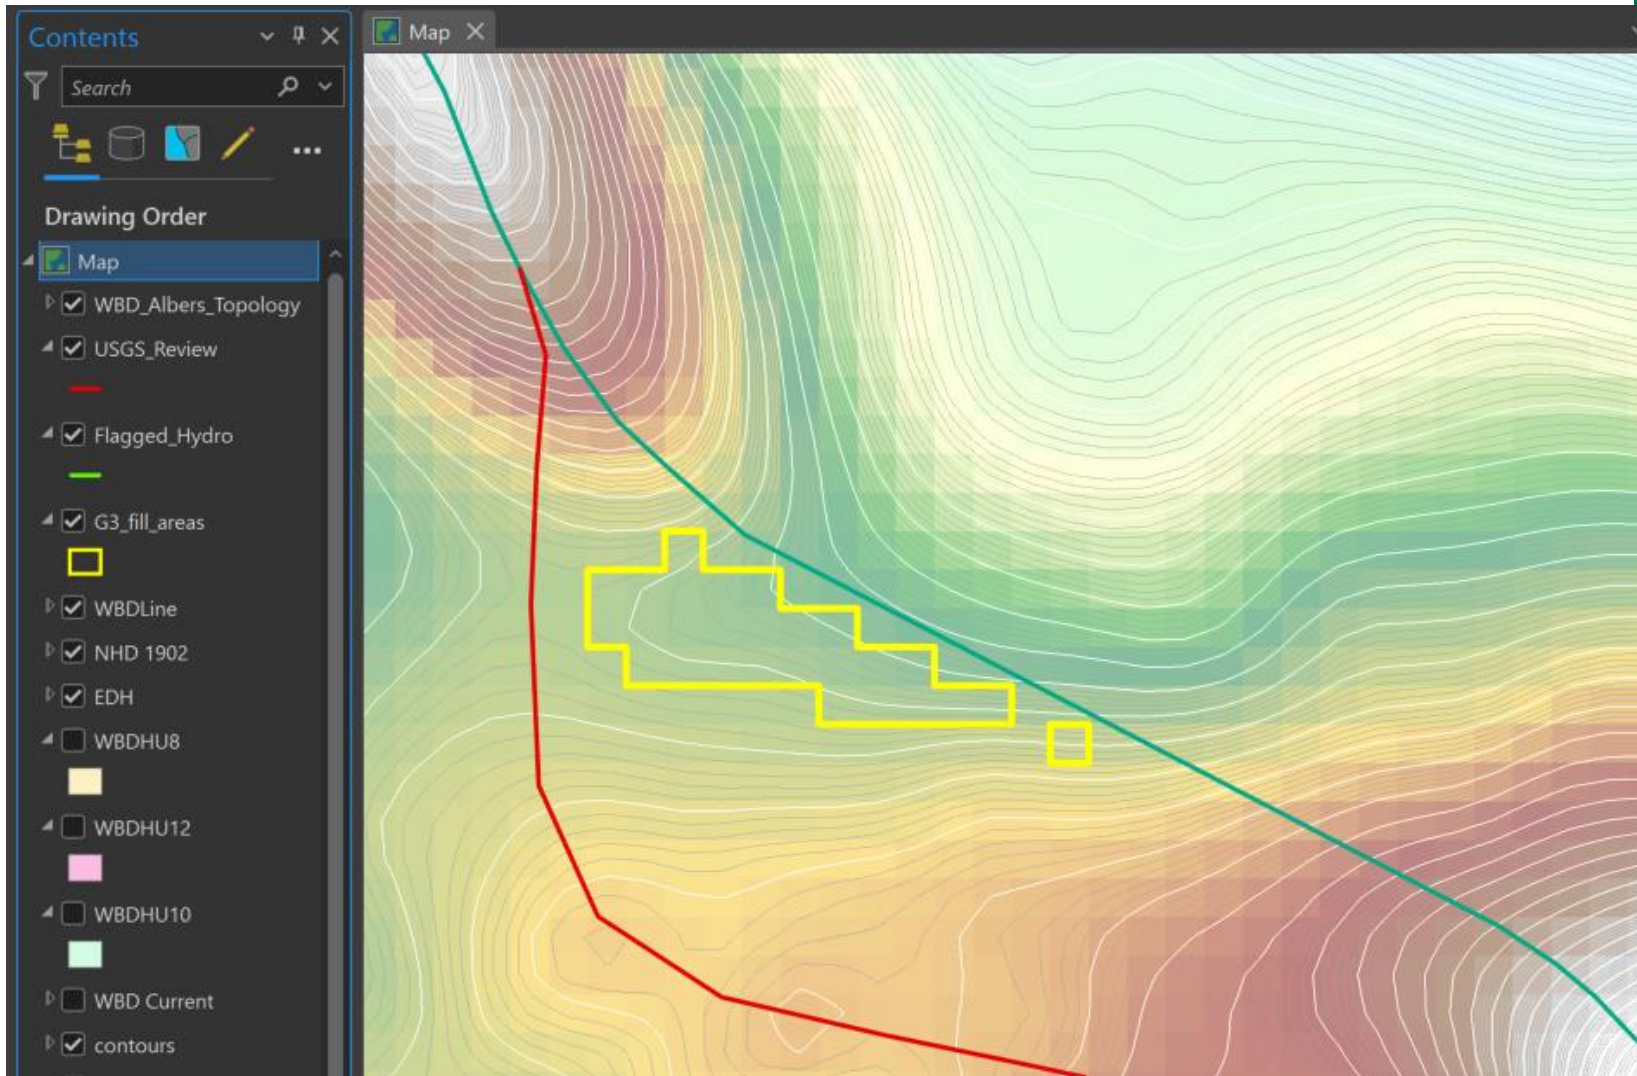 Contents
Search
Drawing Order
Map
WBD_Albers_Topology
USGS_Review
Flagged_Hydro
G3_fill_areas
WBDLine
NHD 1902
EDH
WBDHU8
WBDHU12
WBDHU10
WBD Current
contours
Map